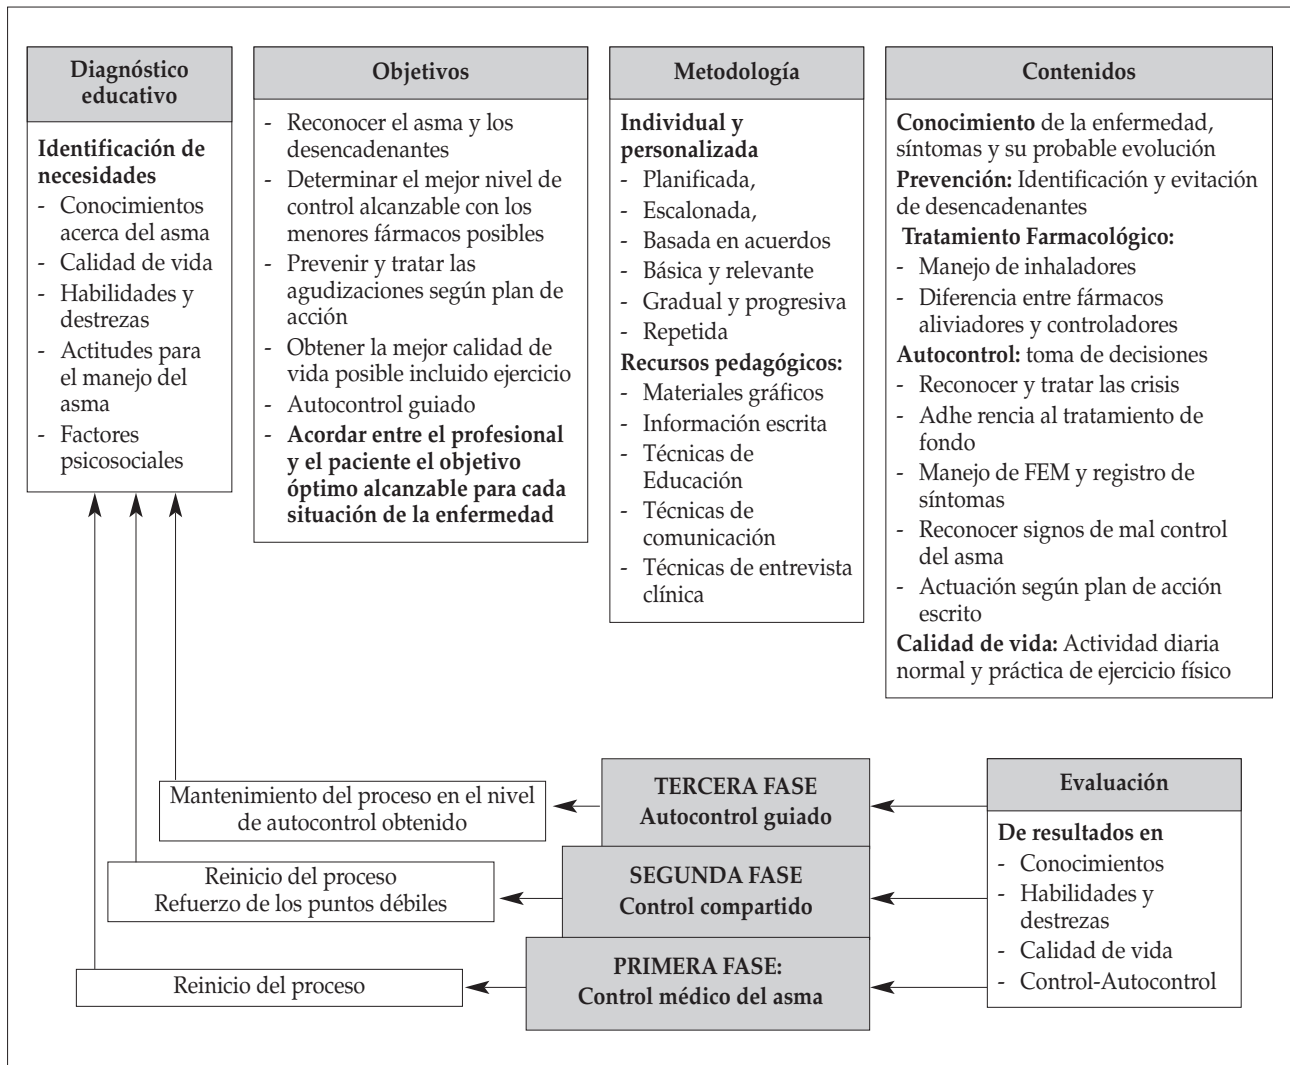 Diagnóstico
educativo
Identificación de
necesidades
- Conocimientos
acerca del asma
- Calidad de vida
- Habilidades y
destrezas
- Actitudes para
el manejo del
asma
- Factores
psicosociales
Objetivos
- Reconocer el asma y los
desencadenantes
- Determinar el mejor nivel de
control alcanzable con los
menores fármacos posibles
- Prevenir y tratar las
agudizaciones según plan de
acción
- Obtener la mejor calidad de
vida posible incluido ejercicio
- Autocontrol guiado
- Acordar entre el profesional
y el paciente el objetivo
óptimo alcanzable para cada
situación de la enfermedad
Metodología
Individual y
personalizada
- Planificada,
- Escalonada,
- Basada en acuerdos
- Básica y relevante
- Gradual y progresiva
- Repetida
Recursos pedagógicos:
- Materiales gráficos
- Información escrita
- Técnicas de
Educación
- Técnicas de
comunicación
- Técnicas de entrevista
clínica
Contenidos
Conocimiento de la enfermedad,
síntomas y su probable evolución
Prevención: Identificación y evitación
de desencadenantes
Tratamiento Farmacológico:
- Manejo de inhaladores
- Diferencia entre fármacos
aliviadores y controladores
Autocontrol: toma de decisiones
- Reconocer y tratar las crisis
- Adhe rencia al tratamiento de
fondo
- Manejo de FEM y registro de
síntomas
- Reconocer signos de mal control
del asma
- Actuación según plan de acción
escrito
Calidad de vida: Actividad diaria
normal y práctica de ejercicio físico
Mantenimiento del proceso en el nivel
de autocontrol obtenido
TERCERA FASE
Autocontrol guiado
Reinicio del proceso
Refuerzo de los puntos débiles
SEGUNDA FASE
Control compartido
Reinicio del proceso
PRIMERA FASE:
Control médico del asma
Evaluación
De resultados en
- Conocimientos
- Habilidades y
destrezas
- Calidad de vida
- Control-Autocontrol